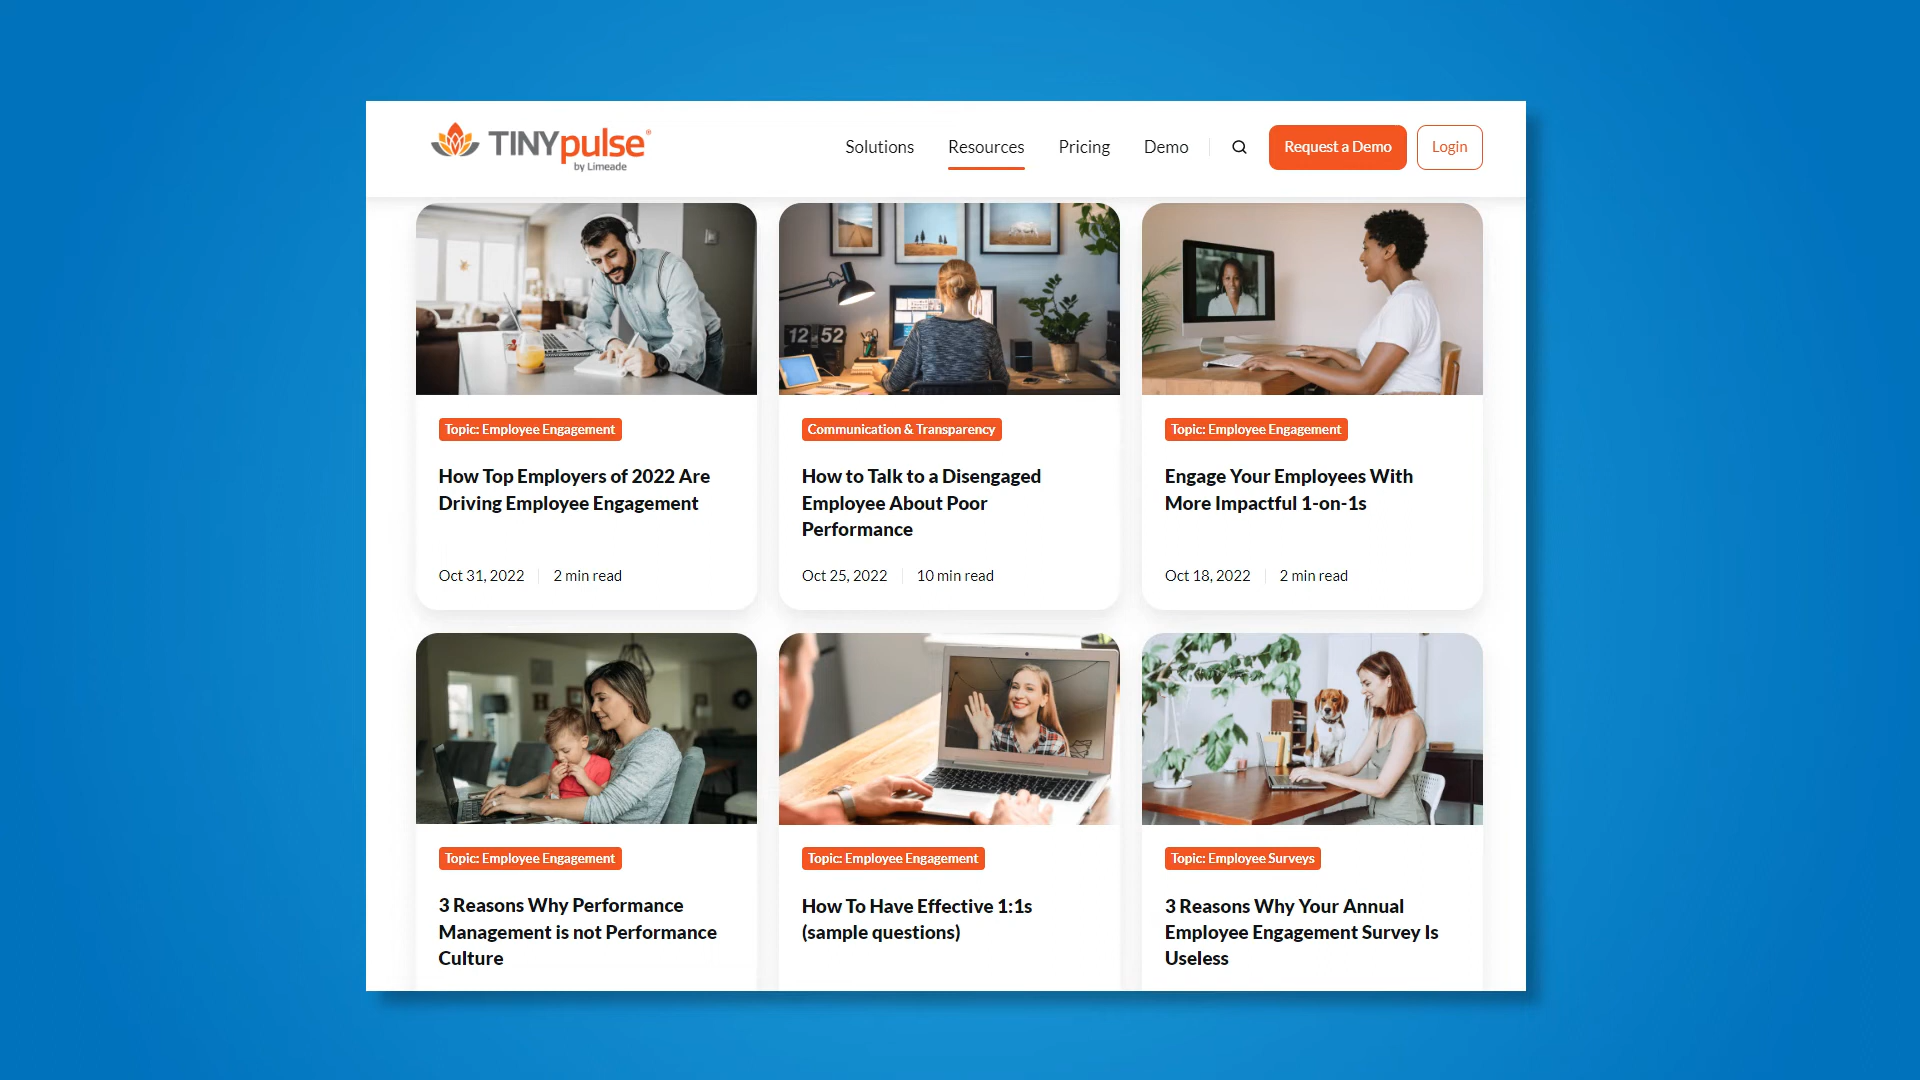 TINYpulse®
by Limeade
Solutions
Resources
Pricing
Demo
Request a Demo
Login
12 52
Topic: Employee Engagement
How Top Employers of 2022 Are
Driving Employee Engagement
Oct 31, 2022
2 min read
Communication & Transparency
How to Talk to a Disengaged
Employee About Poor
Performance
Oct 25, 2022
10 min read
Topic: Employee Engagement
Engage Your Employees With
More Impactful 1-on-1s
Oct 18, 2022
2 min read
Topic: Employee Engagement
3 Reasons Why Performance
Management is not Performance
Culture
Topic: Employee Engagement
How To Have Effective 1:1s
(sample questions)
Topic: Employee Surveys
3 Reasons Why Your Annual
Employee Engagement Survey Is
Useless